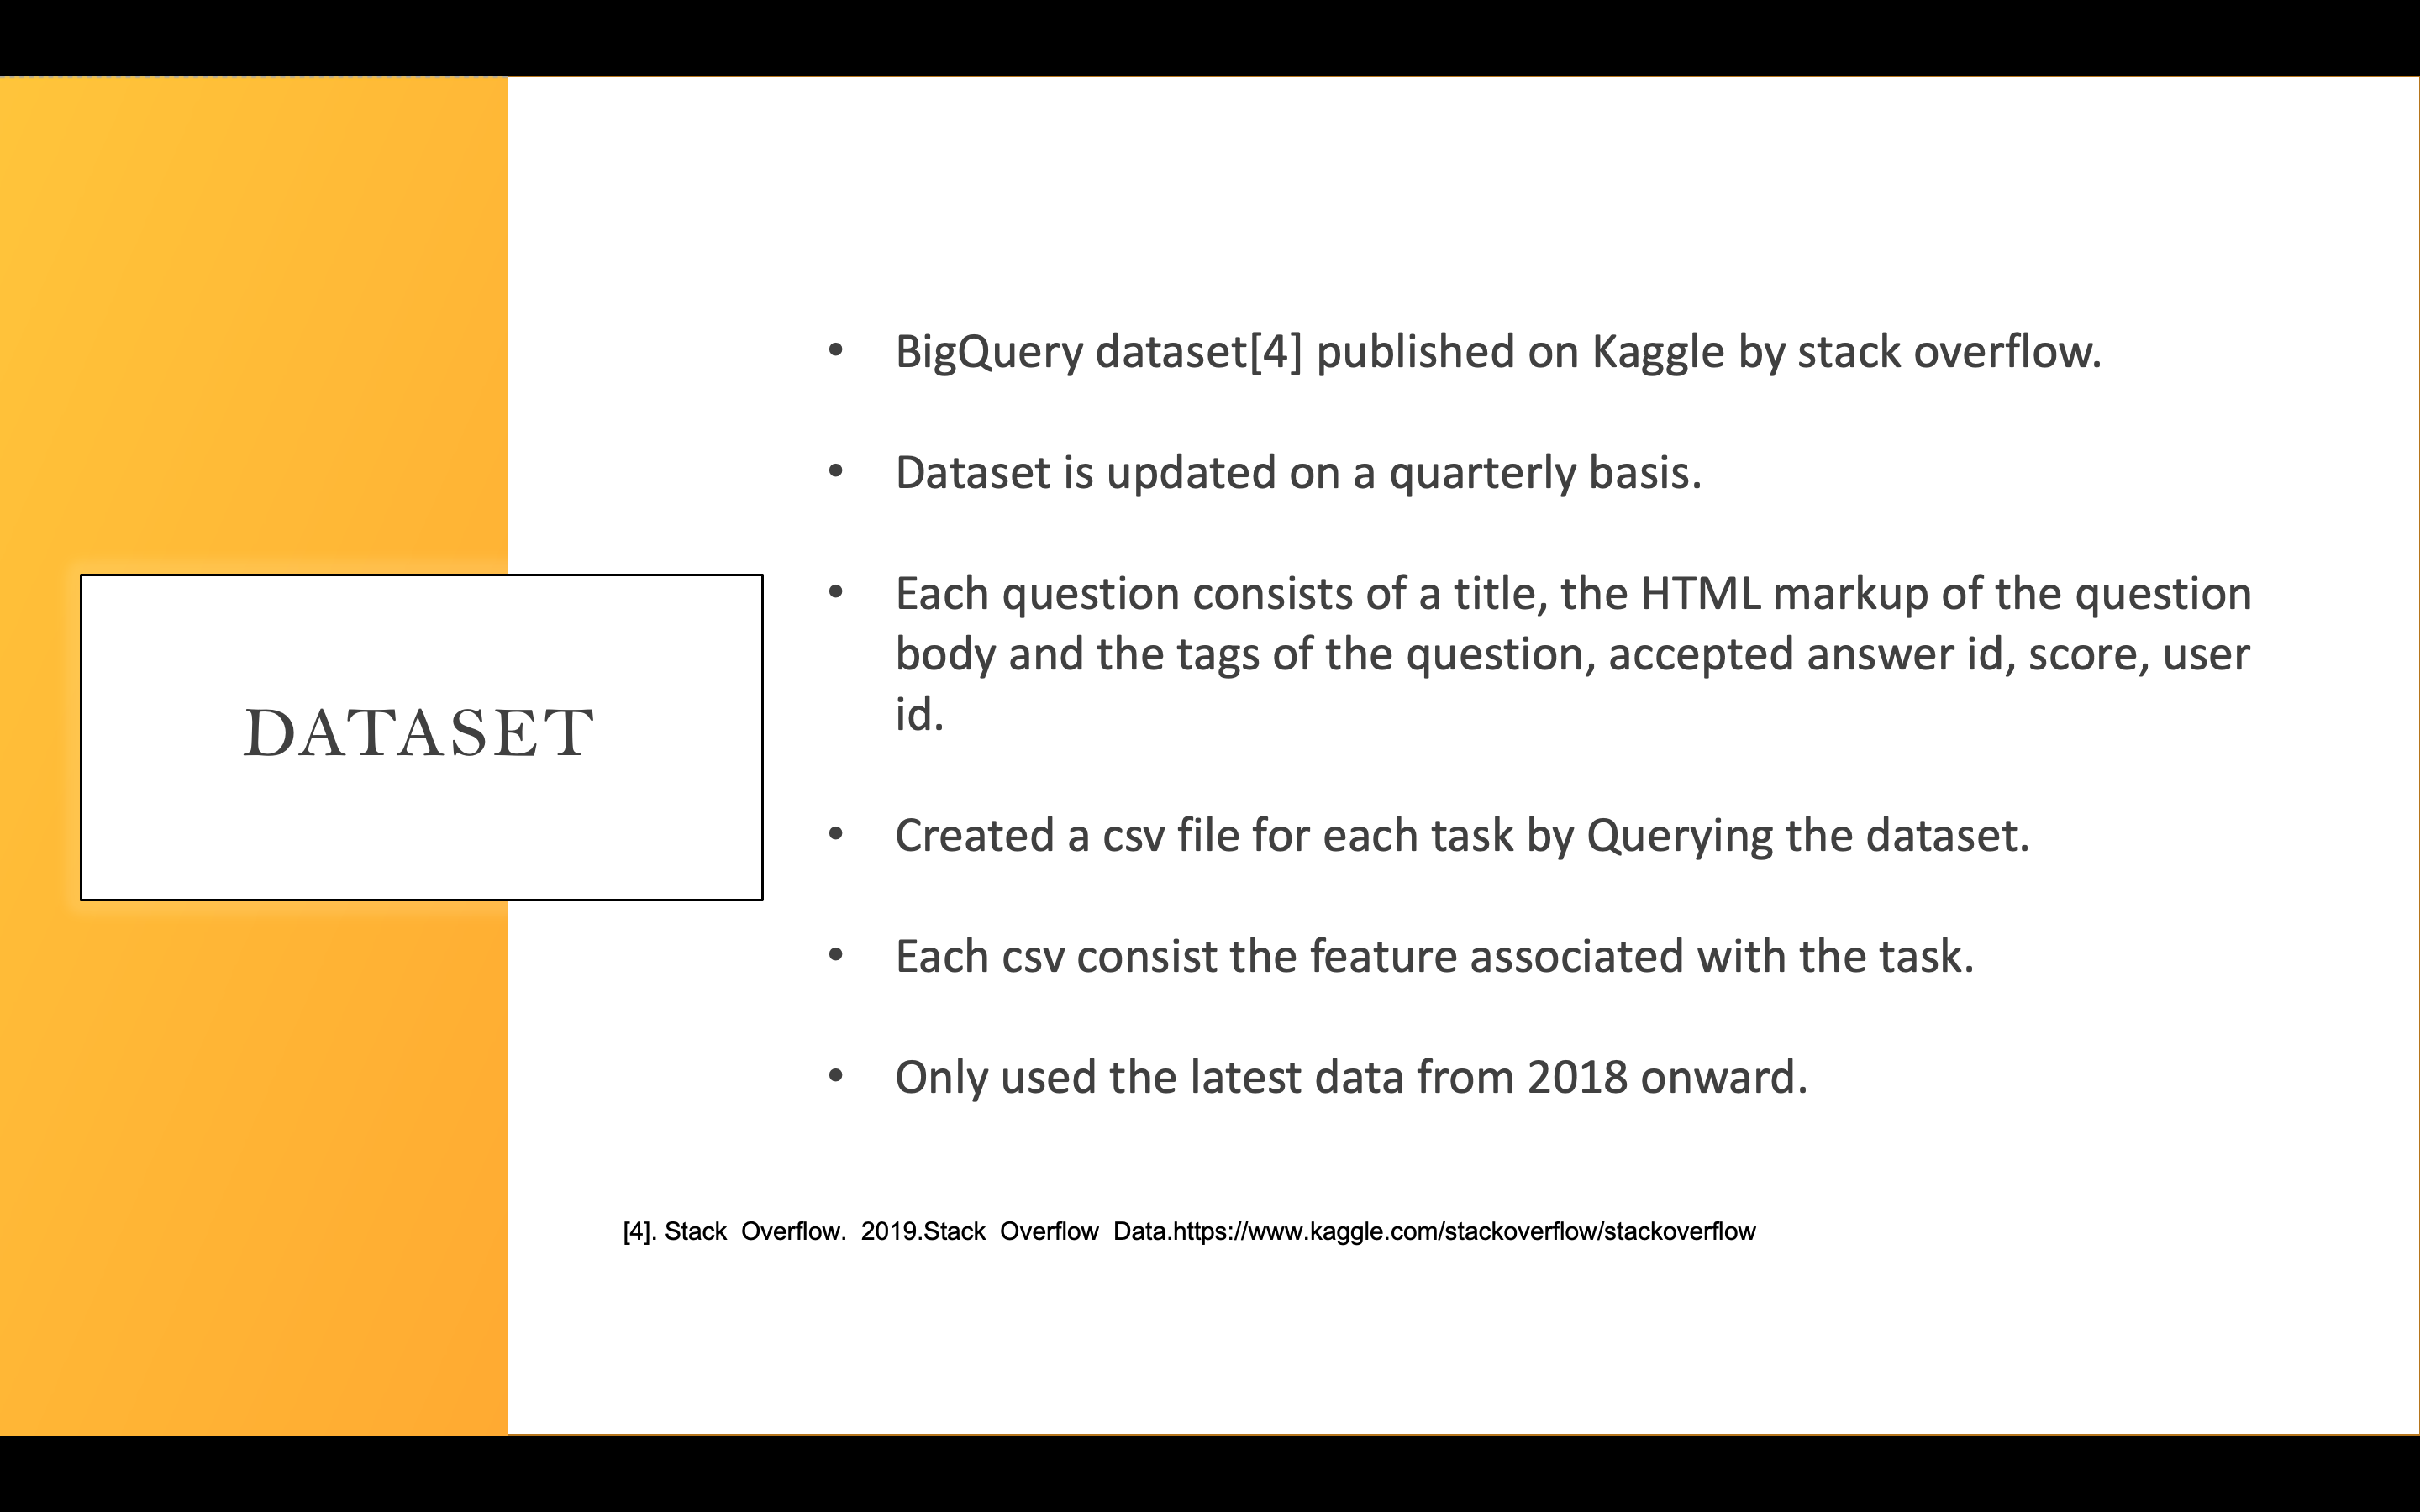 DATASET
• BigQuery dataset[4] published on Kaggle by stack overflow.
• Dataset is updated on a quarterly basis.
• Each question consists of a title, the HTML markup of the question
body and the tags of the question, accepted answer id, score, user
id.
• Created a csv file for each task by Querying the dataset.
• Each csv consist the feature associated with the task.
• Only used the latest data from 2018 onward.
[4]. Stack Overflow. 2019.Stack Overflow Data.https://www.kaggle.com/stackoverflow/stackoverflow